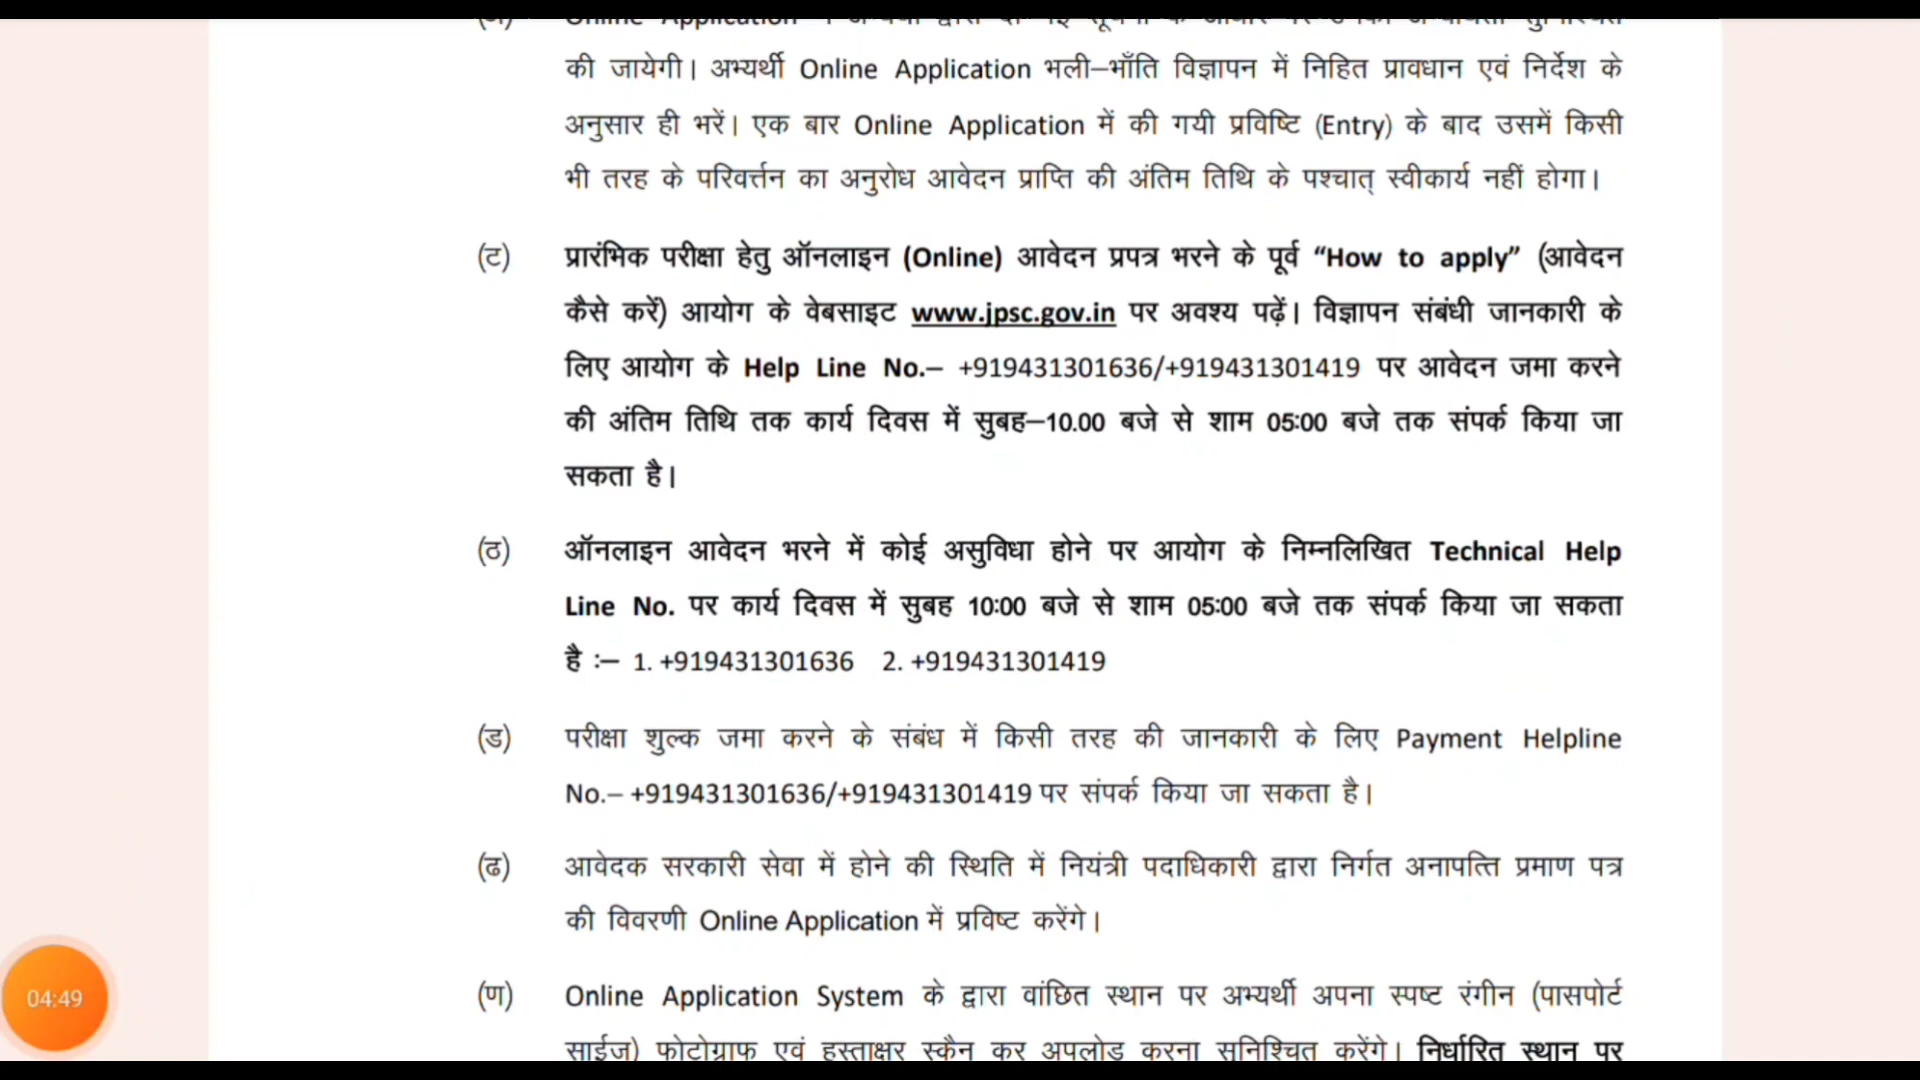 की जायेगी। अभ्यर्थी Online Application भली–भाँति विज्ञापन में निहित प्रावधान एवं निर्देश के
अनुसार ही भरें। एक बार Online Application में की गयी प्रविष्टि (Entry) के बाद उसमें किसी
भी तरह के परिवर्त्तन का अनुरोध आवेदन प्राप्ति की अंतिम तिथि के पश्चात् स्वीकार्य नहीं होगा।
(ट) प्रारंभिक परीक्षा हेतु ऑनलाइन (Online) आवेदन प्रपत्र भरने के पूर्व “How to apply” (आवेदन
कैसे करें) आयोग के वेबसाइट www.jpsc.gov.in पर अवश्य पढ़ें। विज्ञापन संबंधी जानकारी के
लिए आयोग के Help Line No.– +919431301636/+919431301419 पर आवेदन जमा करने
की अंतिम तिथि तक कार्य दिवस में सुबह–10.00 बजे से शाम 05:00 बजे तक संपर्क किया जा
सकता है।
(ठ) ऑनलाइन आवेदन भरने में कोई असुविधा होने पर आयोग के निम्नलिखित Technical Help
Line No. पर कार्य दिवस में सुबह 10:00 बजे से शाम 05:00 बजे तक संपर्क किया जा सकता
है :– 1. +919431301636 2. +919431301419
(ड) परीक्षा शुल्क जमा करने के संबंध में किसी तरह की जानकारी के लिए Payment Helpline
No.– +919431301636/+919431301419 पर संपर्क किया जा सकता है।
(ढ) आवेदक सरकारी सेवा में होने की स्थिति में नियंत्री पदाधिकारी द्वारा निर्गत अनापत्ति प्रमाण पत्र
की विवरणी Online Application में प्रविष्ट करेंगे।
(ण) Online Application System के द्वारा वांछित स्थान पर अभ्यर्थी अपना स्पष्ट रंगीन (पासपोर्ट
साईज) फोटोग्राफ एवं हस्ताक्षर स्कैन कर अपलोड करना सुनिश्चित करेंगे। निर्धारित स्थान पर
04:49